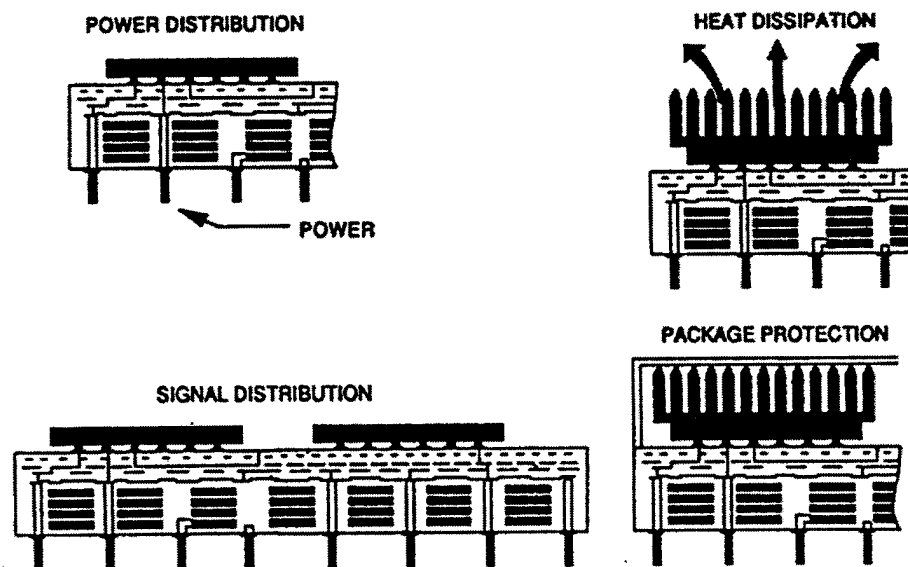 POWER DISTRIBUTION
HEAT DISSIPATION
POWER
PACKAGE PROTECTION
SIGNAL DISTRIBUTION